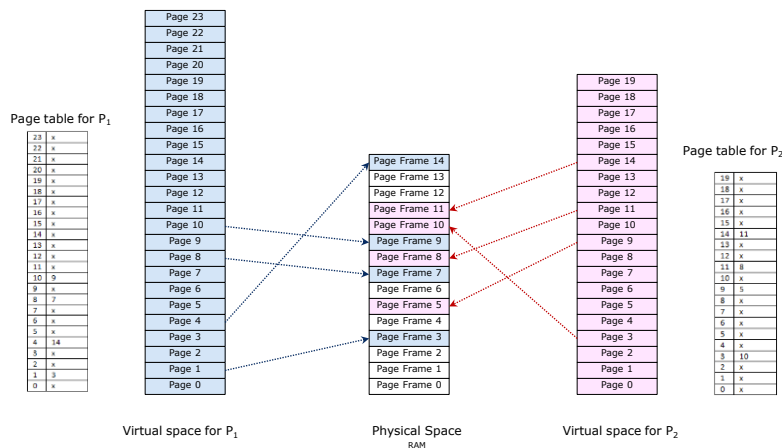 Page table for P1
23 x
22 x
21 x
20 x
19 x
18 x
17 x
16 x
15 x
14 x
13 x
12 x
11 x
10 9
9 x
8 7
7 x
6 x
5 x
4 14
3 x
2 x
1 3
0 x
Page 23
Page 22
Page 21
Page 20
Page 19
Page 18
Page 17
Page 16
Page 15
Page 14
Page 13
Page 12
Page 11
Page 10
Page 9
Page 8
Page 7
Page 6
Page 5
Page 4
Page 3
Page 2
Page 1
Page 0
Virtual space for P1
Page Frame 14
Page Frame 13
Page Frame 12
Page Frame 11
Page Frame 10
Page Frame 9
Page Frame 8
Page Frame 7
Page Frame 6
Page Frame 5
Page Frame 4
Page Frame 3
Page Frame 2
Page Frame 1
Page Frame 0
Physical Space
RAM
Page 19
Page 18
Page 17
Page 16
Page 15
Page 14
Page 13
Page 12
Page 11
Page 10
Page 9
Page 8
Page 7
Page 6
Page 5
Page 4
Page 3
Page 2
Page 1
Page 0
Virtual space for P2
Page table for P2
19 x
18 x
17 x
16 x
15 x
14 11
13 x
12 x
11 8
10 x
9 5
8 x
7 x
6 x
5 x
4 x
3 10
2 x
1 x
0 x